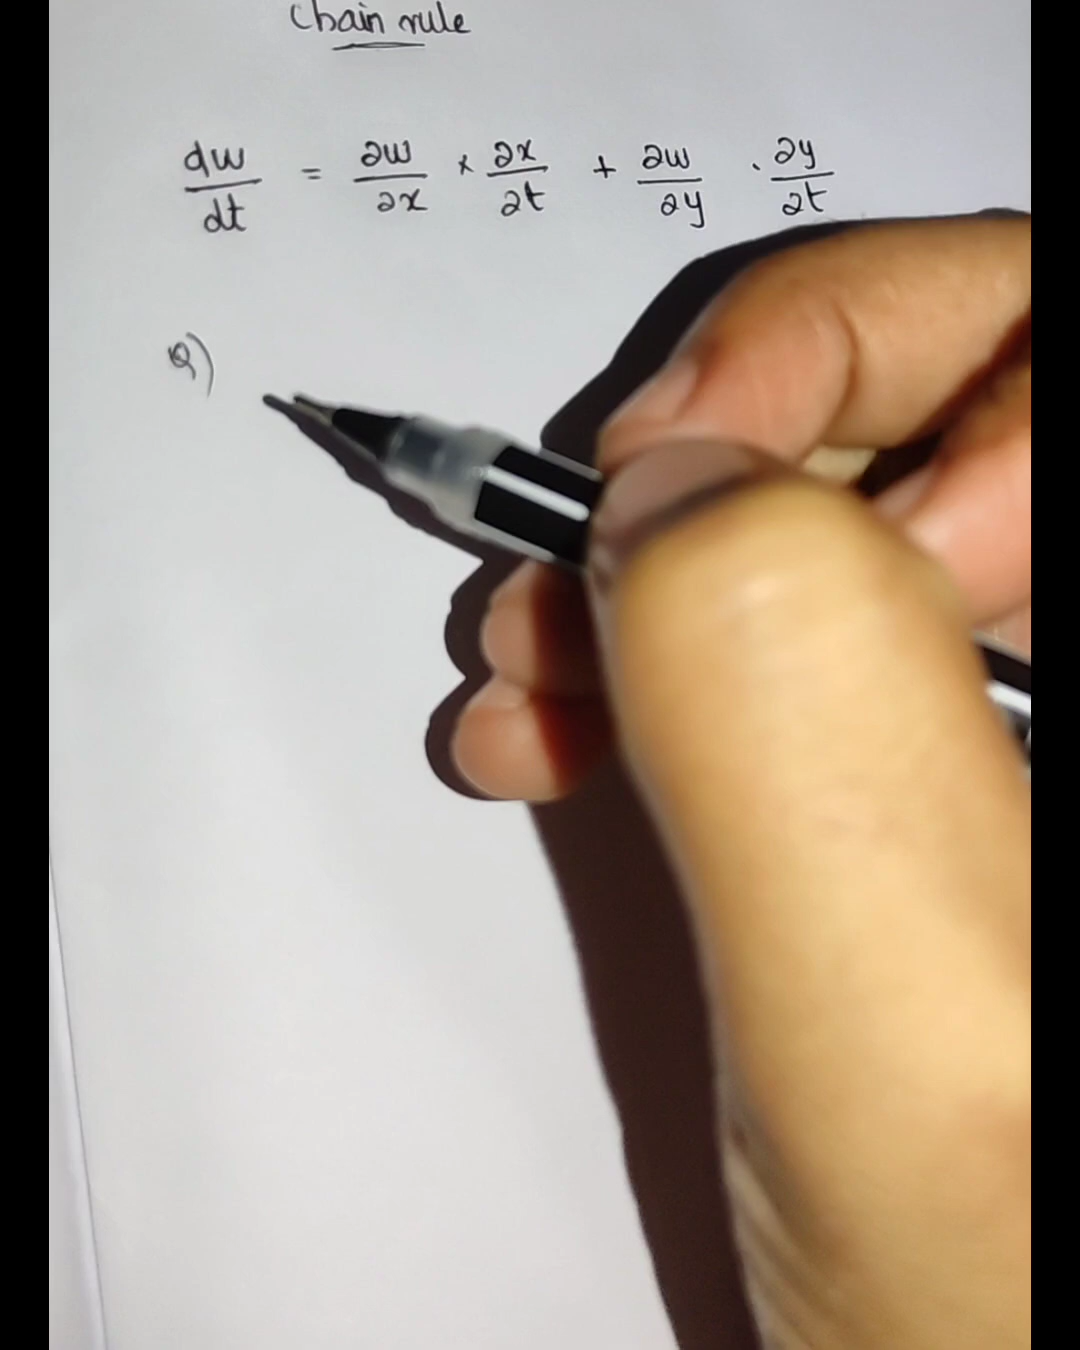 Chain rule
dw/dt = ∂w/∂x × ∂x/∂t + ∂w/∂y . ∂y/∂t
Q)